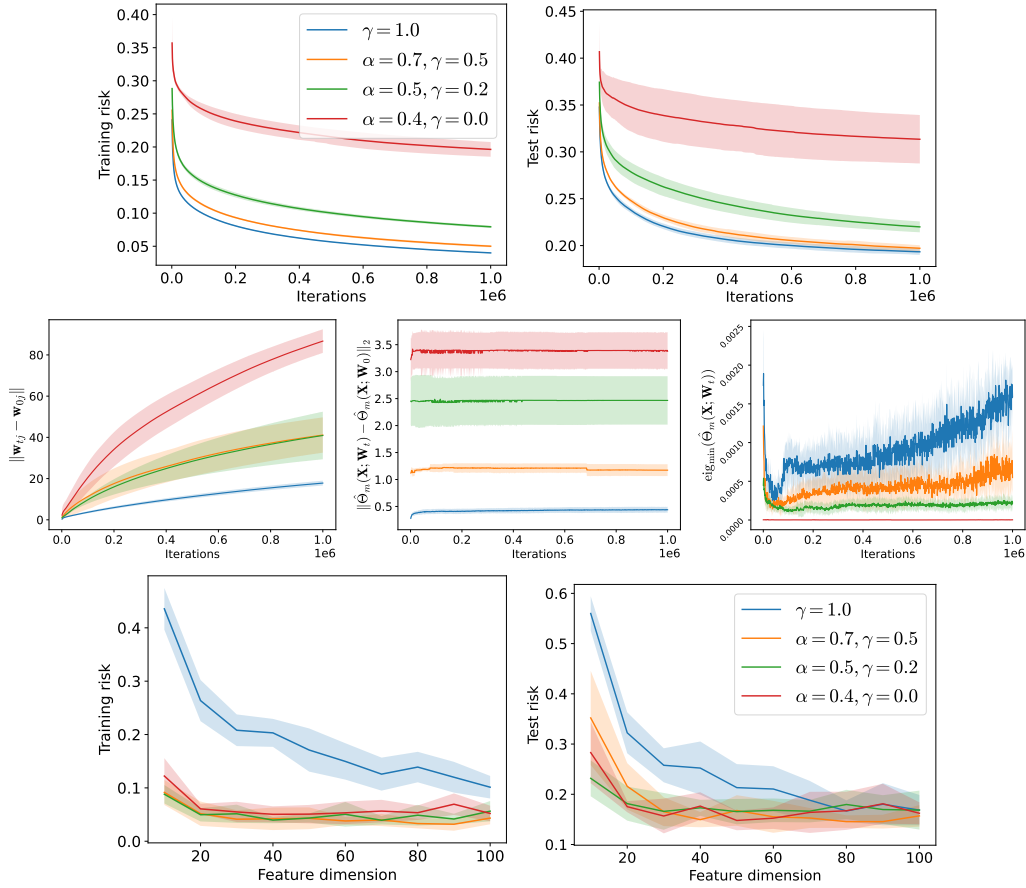 Training risk
0.40
0.35
0.30
0.25
0.20
0.15
0.10
0.05
0.0 0.2 0.4 0.6 0.8 1.0
Iterations
1e6
γ = 1.0
α = 0.7, γ = 0.5
α = 0.5, γ = 0.2
α = 0.4, γ = 0.0
Test risk
0.45
0.40
0.35
0.30
0.25
0.20
0.0 0.2 0.4 0.6 0.8 1.0
Iterations
1e6
||w_{tj} − w_{0j}||
80
60
40
20
0
0.0 0.2 0.4 0.6 0.8 1.0
Iterations
1e6
||Θ̂_m(X; W_t) − Θ̂_m(X; W_0)||_2
3.5
3.0
2.5
2.0
1.5
1.0
0.5
0.0 0.2 0.4 0.6 0.8 1.0
Iterations
1e6
eig_min(Θ̂_m(X; W_t))
0.0025
0.0020
0.0015
0.0010
0.0005
0.0000
0.0 0.2 0.4 0.6 0.8 1.0
Iterations
1e6
Training risk
0.4
0.3
0.2
0.1
0.0
20 40 60 80 100
Feature dimension
Test risk
0.6
0.5
0.4
0.3
0.2
0.1
20 40 60 80 100
Feature dimension
γ = 1.0
α = 0.7, γ = 0.5
α = 0.5, γ = 0.2
α = 0.4, γ = 0.0